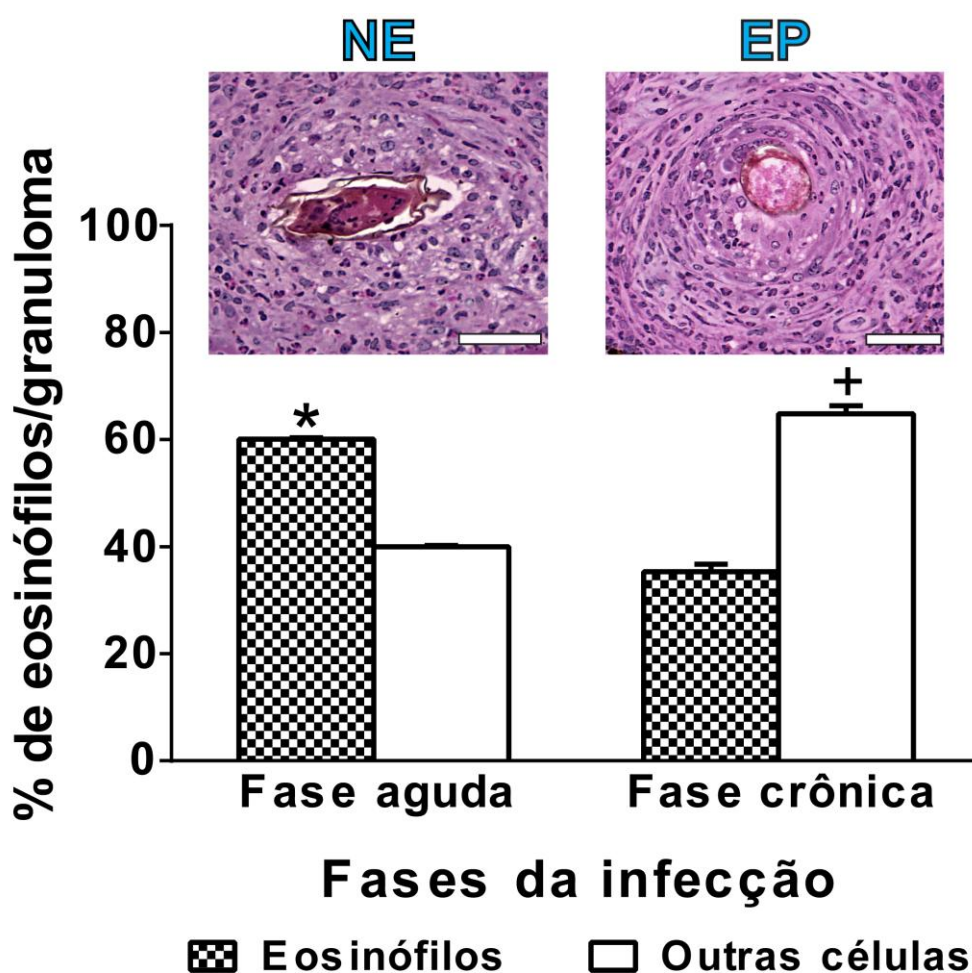 NE EP
% de eosinófilos/granuloma
100
80
60
40
20
0
*
+
Fase aguda Fase crônica
Fases da infecção
Eosinófilos Outras células